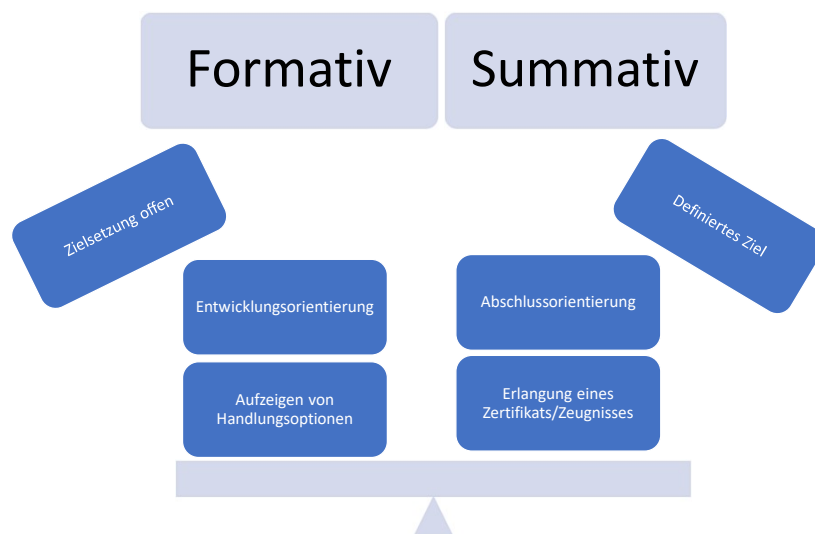 Formativ
Summativ
Zielsetzung offen
Definiertes Ziel
Entwicklungsorientierung
Abschlussorientierung
Aufzeigen von
Handlungsoptionen
Erlangung eines
Zertifikats/Zeugnisses